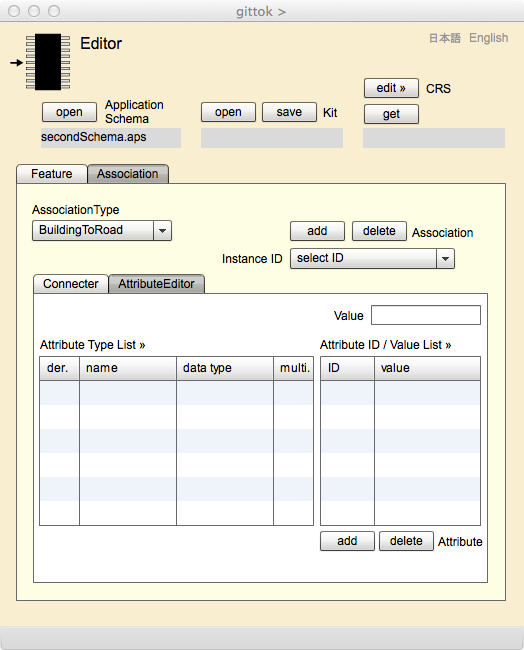 gittok >
Editor
日本語 English
edit » CRS
open Application Schema
open save Kit
get
secondSchema.aps
Feature Association
AssociationType
BuildingToRoad
add delete Association
Instance ID select ID
Connecter AttributeEditor
Value
Attribute Type List »
Attribute ID / Value List »
der. name data type multi.
ID value
add delete Attribute